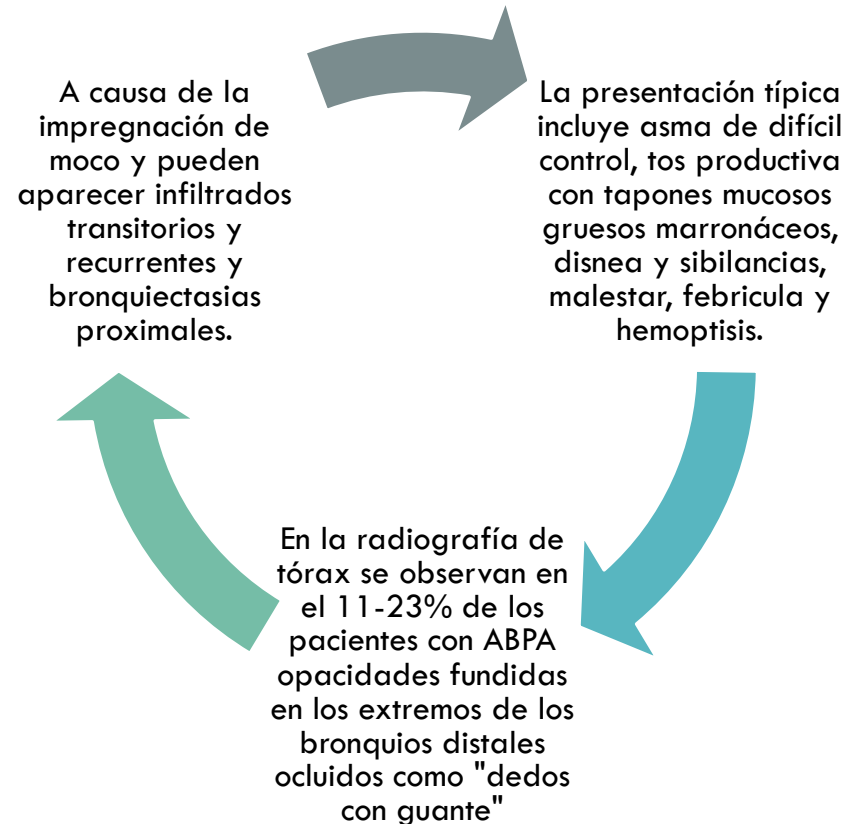 A causa de la
impregnación de
moco y pueden
aparecer infiltrados
transitorios y
recurrentes y
bronquiectasias
proximales.
La presentación típica
incluye asma de difícil
control, tos productiva
con tapones mucosos
gruesos marronáceos,
disnea y sibilancias,
malestar, febricula y
hemoptisis.
En la radiografía de
tórax se observan en
el 11-23% de los
pacientes con ABPA
opacidades fundidas
en los extremos de los
bronquios distales
ocluidos como "dedos
con guante"